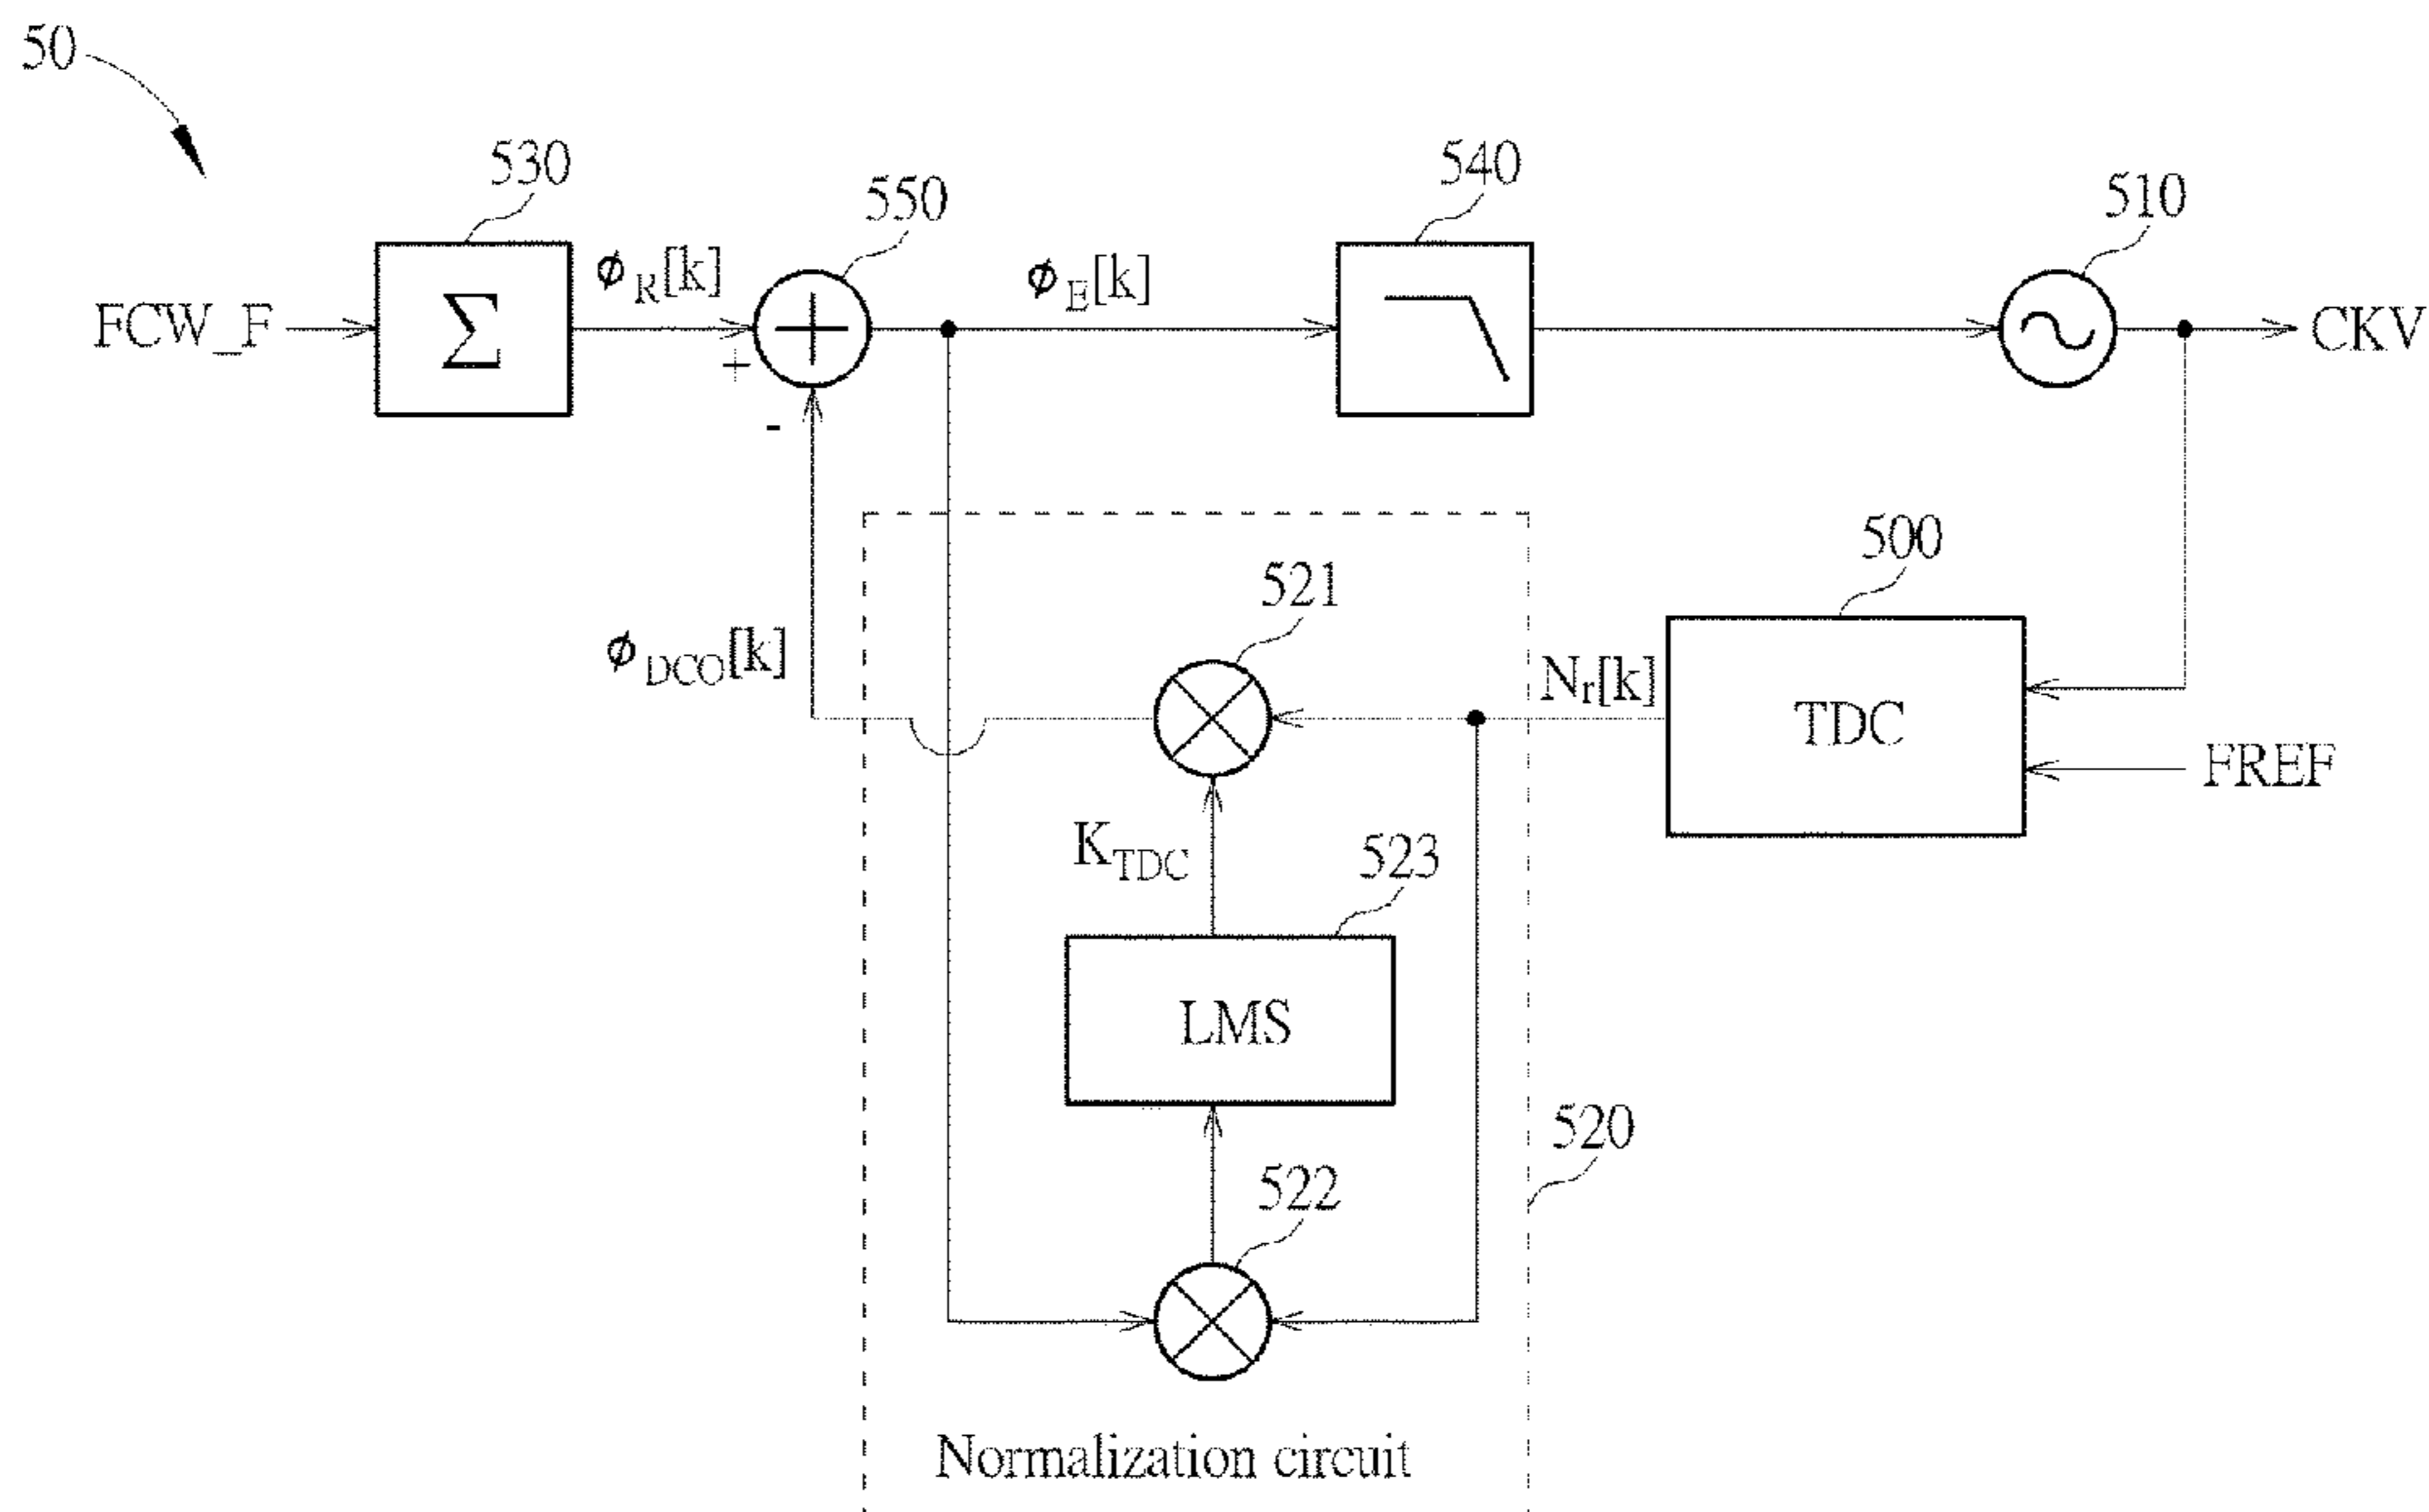 50
530
550
540
510
ϕR[k]
ϕE[k]
FCW_F
Σ
+
-
CKV
500
521
ϕDCO[k]
Nr[k]
TDC
FREF
KTDC
523
LMS
520
522
Normalization circuit